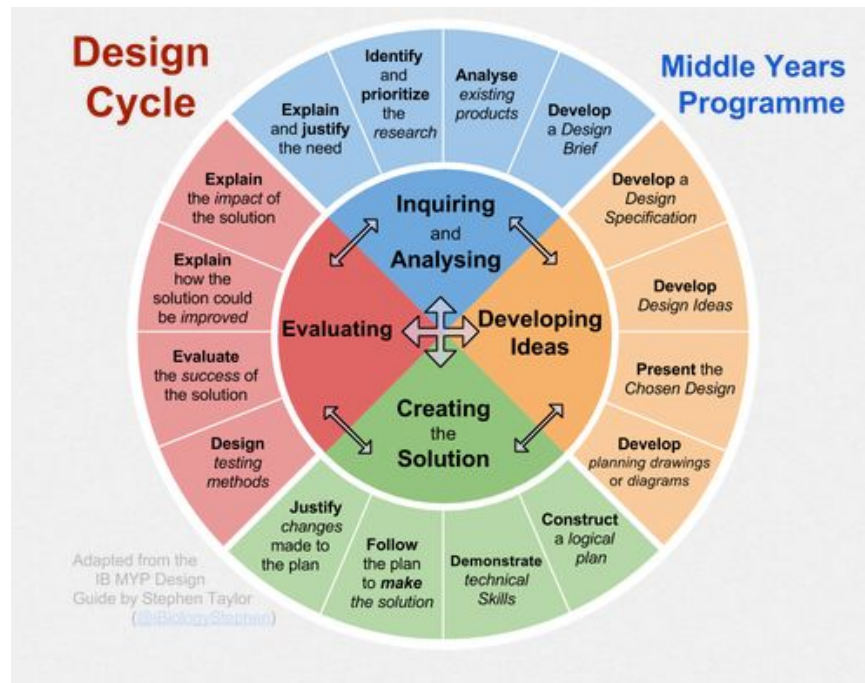 Design
Cycle
Middle Years
Programme
Explain
and justify
the need
Identify
and
prioritize
the
research
Analyse
existing
products
Develop
a Design
Brief
Develop a
Design
Specification
Develop
Design Ideas
Present the
Chosen Design
Develop
planning drawings
or diagrams
Construct
a logical
plan
Demonstrate
technical
Skills
Follow
the plan
to make
the solution
Justify
changes
made to
the plan
Design
testing
methods
Evaluate
the success of
the solution
Explain
how the
solution could
be improved
Explain
the impact of
the solution
Inquiring
and
Analysing
Developing
Ideas
Creating
the
Solution
Evaluating
Adapted from the
IB MYP Design
Guide by Stephen Taylor
(@iBiologyStephen)